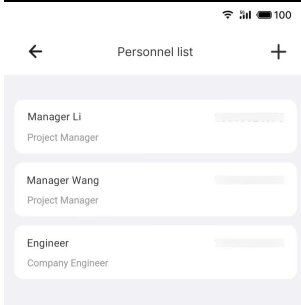 100
Personnel list
Manager Li
Project Manager
Manager Wang
Project Manager
Engineer
Company Engineer